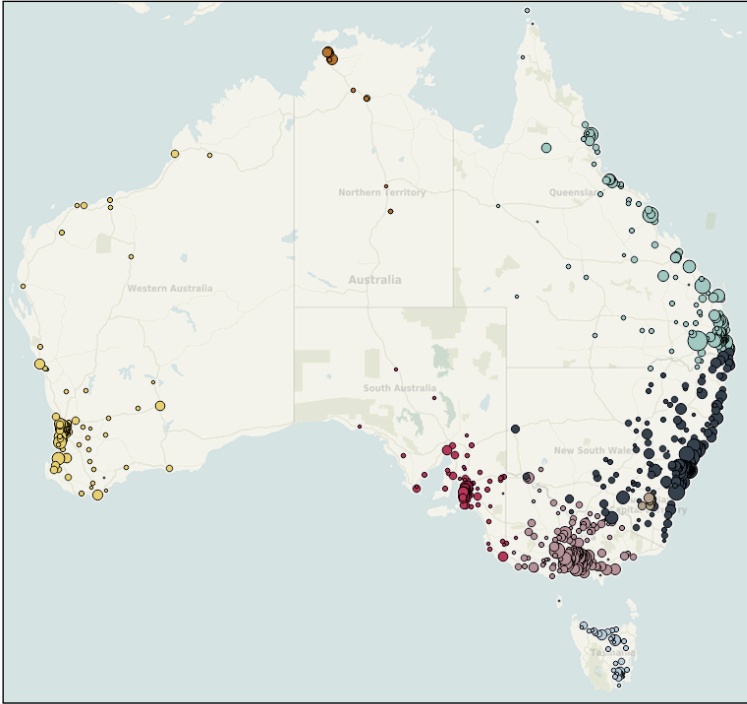 Northern Territory
Queensland
Australia
Western Australia
South Australia
New South Wales
Tasmania